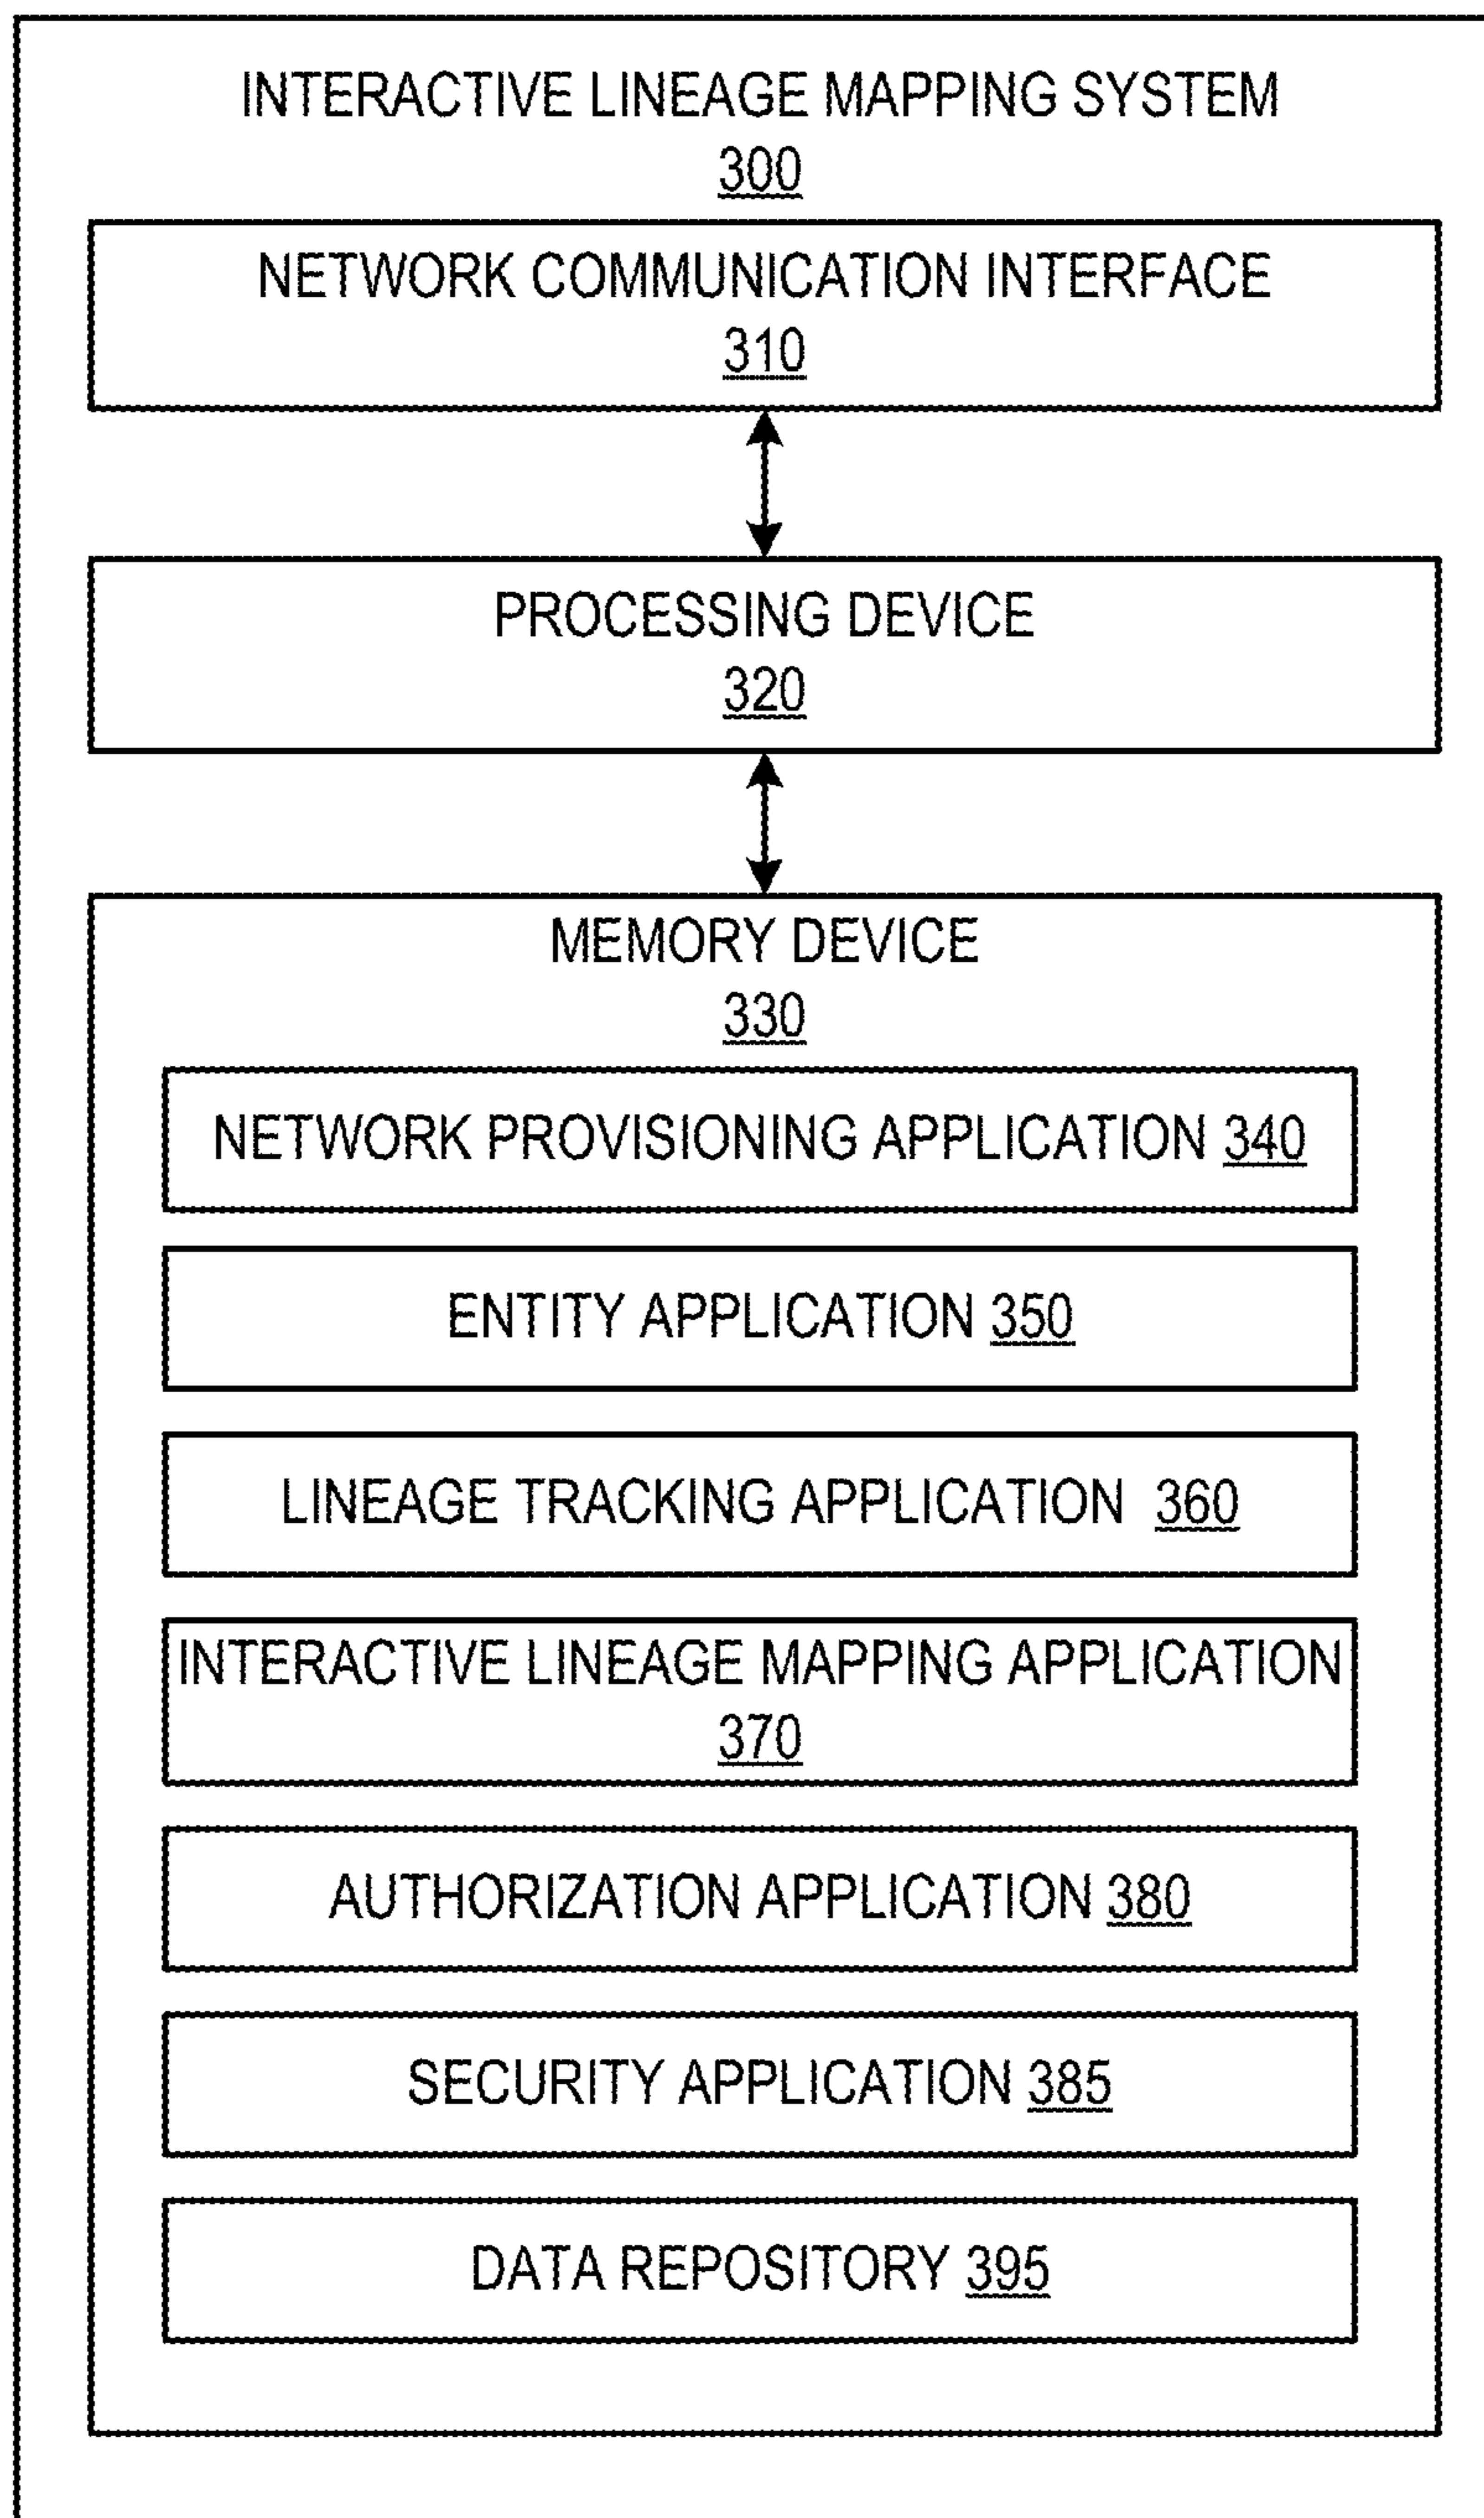 INTERACTIVE LINEAGE MAPPING SYSTEM
300
NETWORK COMMUNICATION INTERFACE
310
PROCESSING DEVICE
320
MEMORY DEVICE
330
NETWORK PROVISIONING APPLICATION 340
ENTITY APPLICATION 350
LINEAGE TRACKING APPLICATION 360
INTERACTIVE LINEAGE MAPPING APPLICATION
370
AUTHORIZATION APPLICATION 380
SECURITY APPLICATION 385
DATA REPOSITORY 395